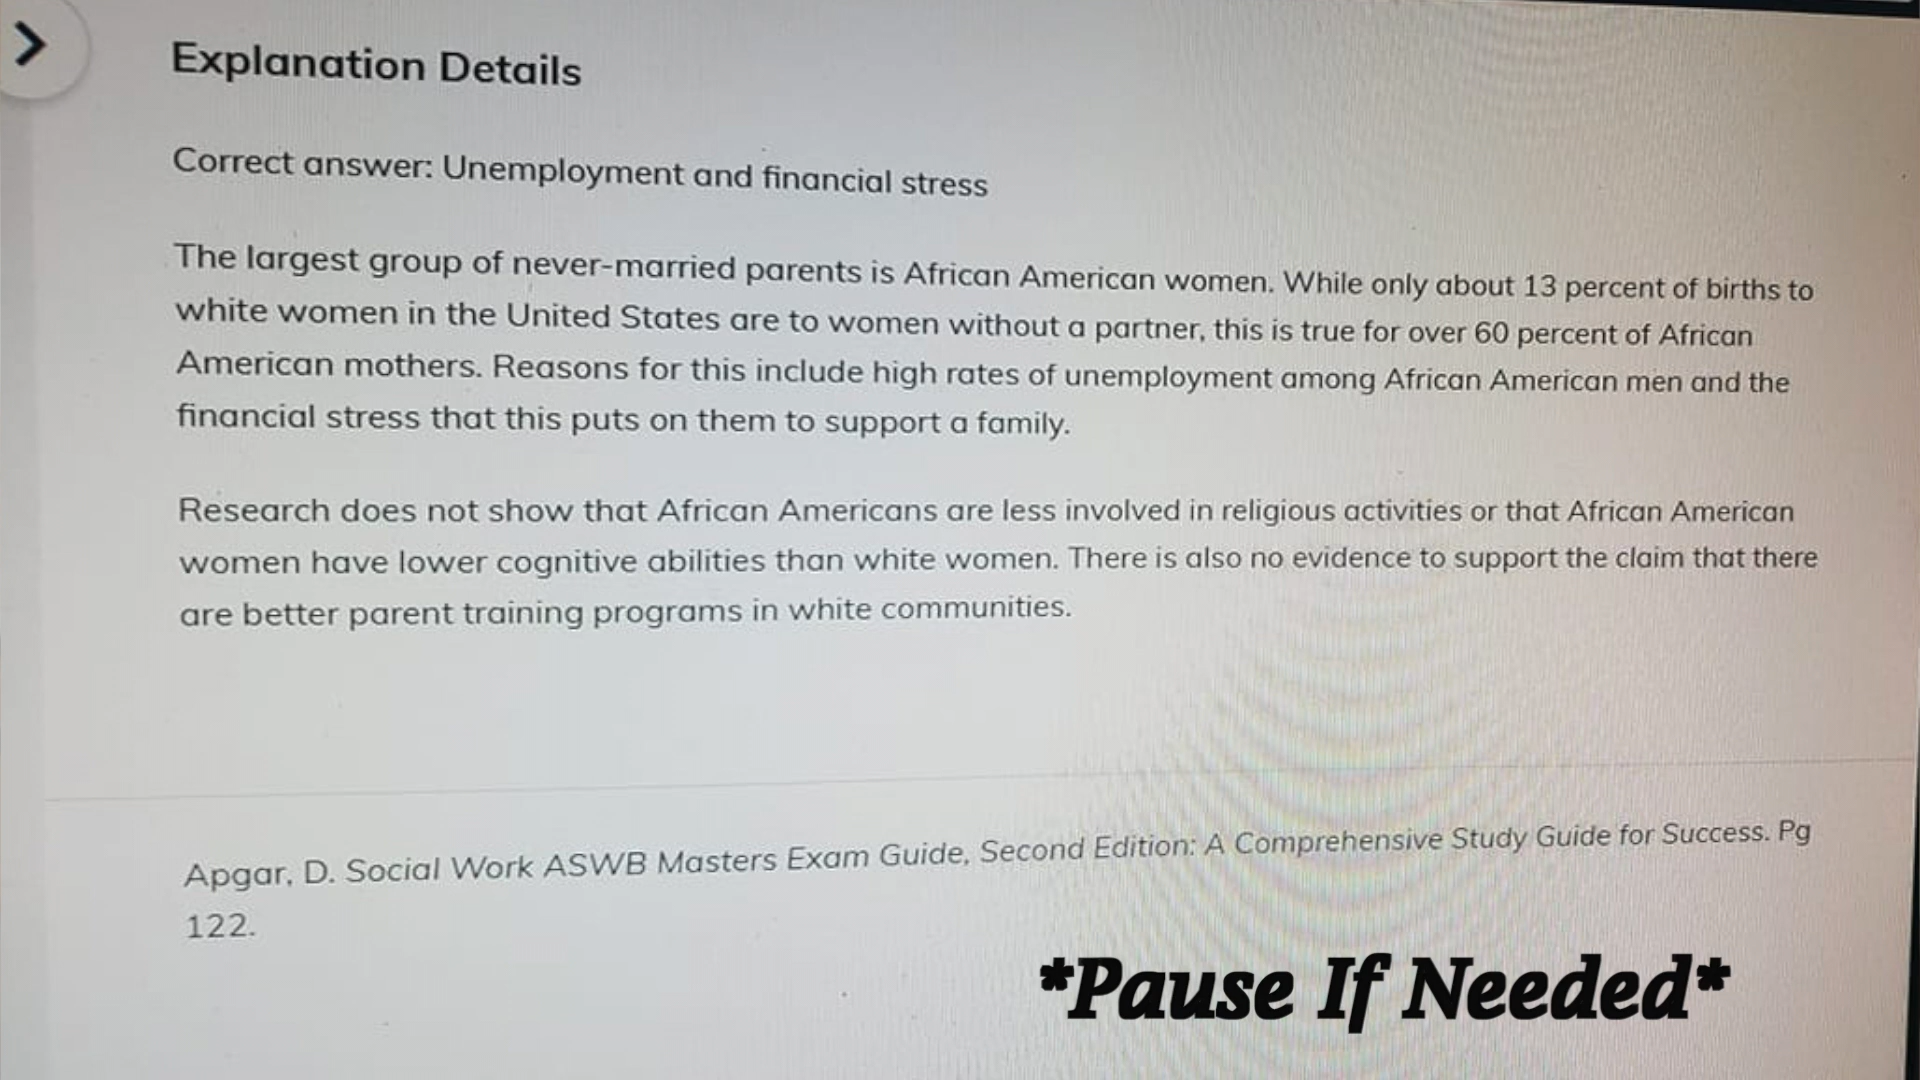 Explanation Details
Correct answer: Unemployment and financial stress
The largest group of never-married parents is African American women. While only about 13 percent of births to
white women in the United States are to women without a partner, this is true for over 60 percent of African
American mothers. Reasons for this include high rates of unemployment among African American men and the
financial stress that this puts on them to support a family.
Research does not show that African Americans are less involved in religious activities or that African American
women have lower cognitive abilities than white women. There is also no evidence to support the claim that there
are better parent training programs in white communities.
Apgar, D. Social Work ASWB Masters Exam Guide, Second Edition: A Comprehensive Study Guide for Success. Pg
122.
*Pause If Needed*